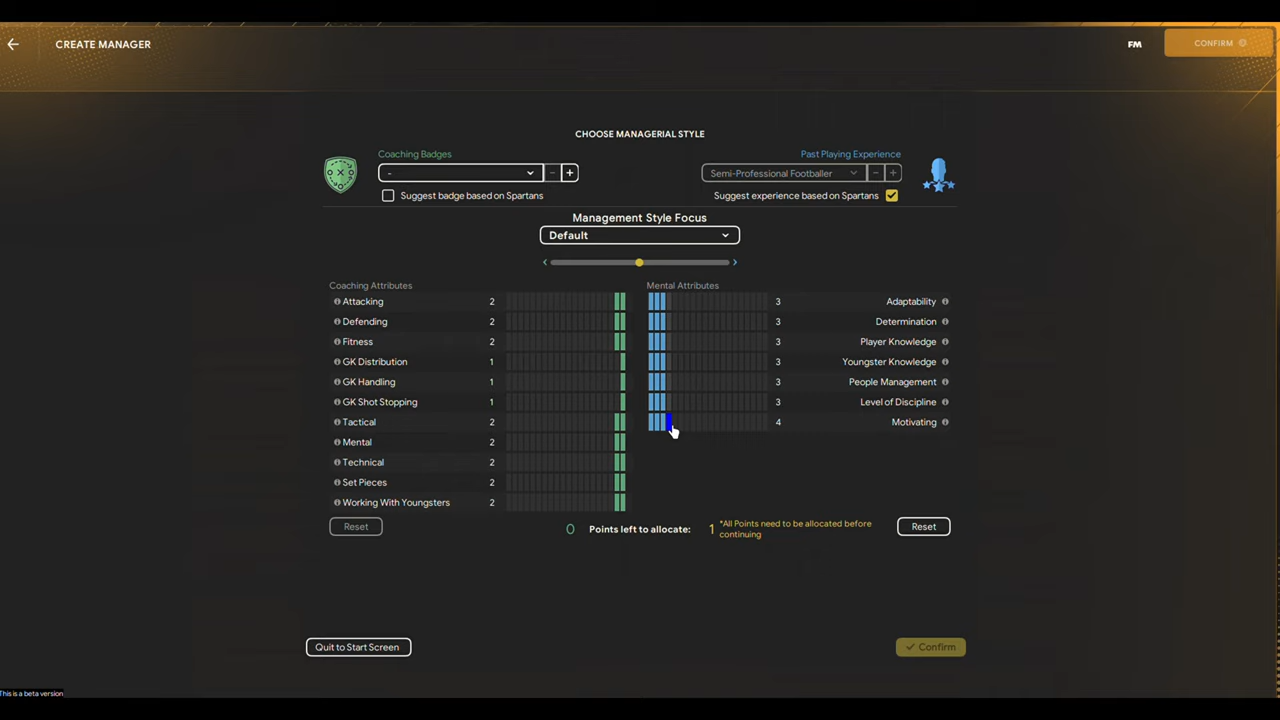 CREATE MANAGER
FM
CONFIRM
CHOOSE MANAGERIAL STYLE
Coaching Badges
Past Playing Experience
-
Semi-Professional Footballer
Suggest badge based on Spartans
Suggest experience based on Spartans
Management Style Focus
Default
Coaching Attributes
Mental Attributes
Attacking 2
3 Adaptability
Defending 2
3 Determination
Fitness 2
3 Player Knowledge
GK Distribution 1
3 Youngster Knowledge
GK Handling 1
3 People Management
GK Shot Stopping 1
3 Level of Discipline
Tactical 2
4 Motivating
Mental 2
Technical 2
Set Pieces 2
Working With Youngsters 2
Reset
0 Points left to allocate: 1
*All Points need to be allocated before
continuing
Reset
Quit to Start Screen
Confirm
This is a beta version